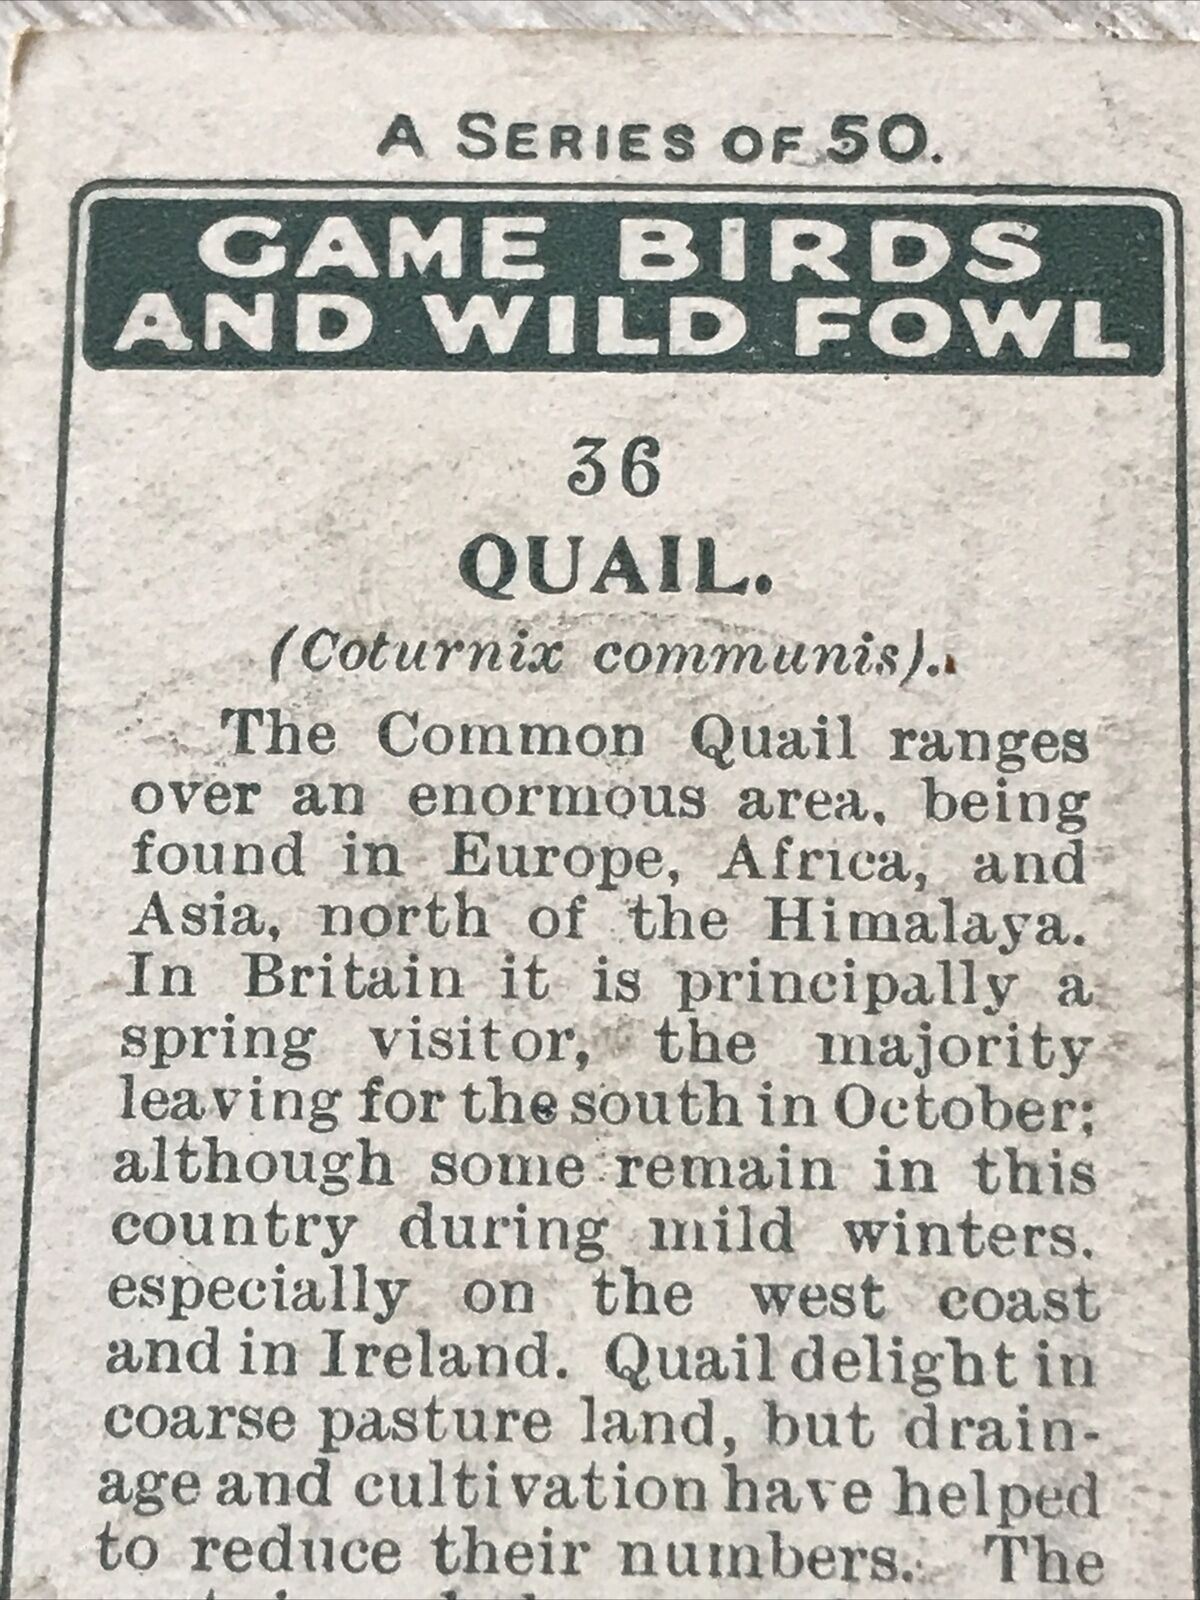 A SERIES OF 50.
GAME BIRDS
AND WILD FOWL
36
QUAIL.
(Coturnix communis).
The Common Quail ranges
over an enormous area, being
found in Europe, Africa, and
Asia, north of the Himalaya.
In Britain it is principally a
spring visitor, the majority
leaving for the south in October;
although some remain in this
country during mild winters,
especially on the west coast
and in Ireland. Quail delight in
coarse pasture land, but drain-
age and cultivation have helped
to reduce their numbers. The